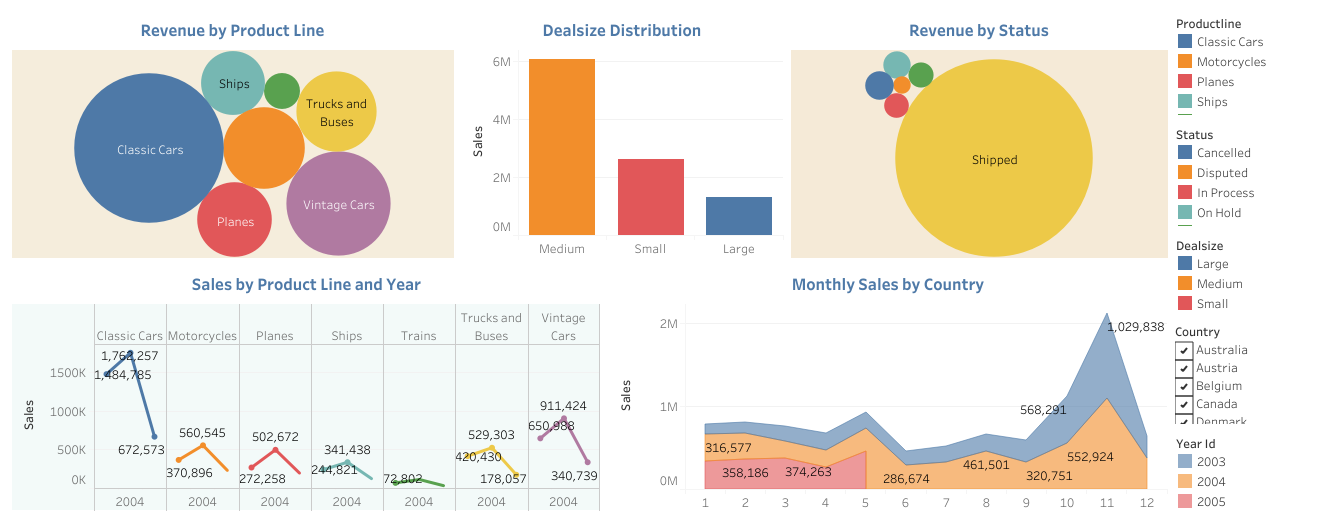 Revenue by Product Line
Classic Cars
Ships
Trucks and
Buses
Vintage Cars
Planes
Dealsize Distribution
Sales
6M
4M
2M
0M
Medium
Small
Large
Revenue by Status
Shipped
Productline
Classic Cars
Motorcycles
Planes
Ships
Status
Cancelled
Disputed
In Process
On Hold
Dealsize
Large
Medium
Small
Country
Australia
Austria
Belgium
Canada
Denmark
Year Id
2003
2004
2005
Sales by Product Line and Year
Classic Cars
Motorcycles
Planes
Ships
Trains
Trucks and
Buses
Vintage
Cars
Sales
1500K
1000K
500K
0K
1,762,257
1,484,785
672,573
560,545
370,896
502,672
272,258
341,438
244,821
72,802
529,303
420,430
178,057
911,424
650,988
340,739
2004
2004
2004
2004
2004
2004
2004
Monthly Sales by Country
Sales
2M
1M
0M
316,577
358,186
374,263
286,674
461,501
568,291
320,751
552,924
1,029,838
1
2
3
4
5
6
7
8
9
10
11
12